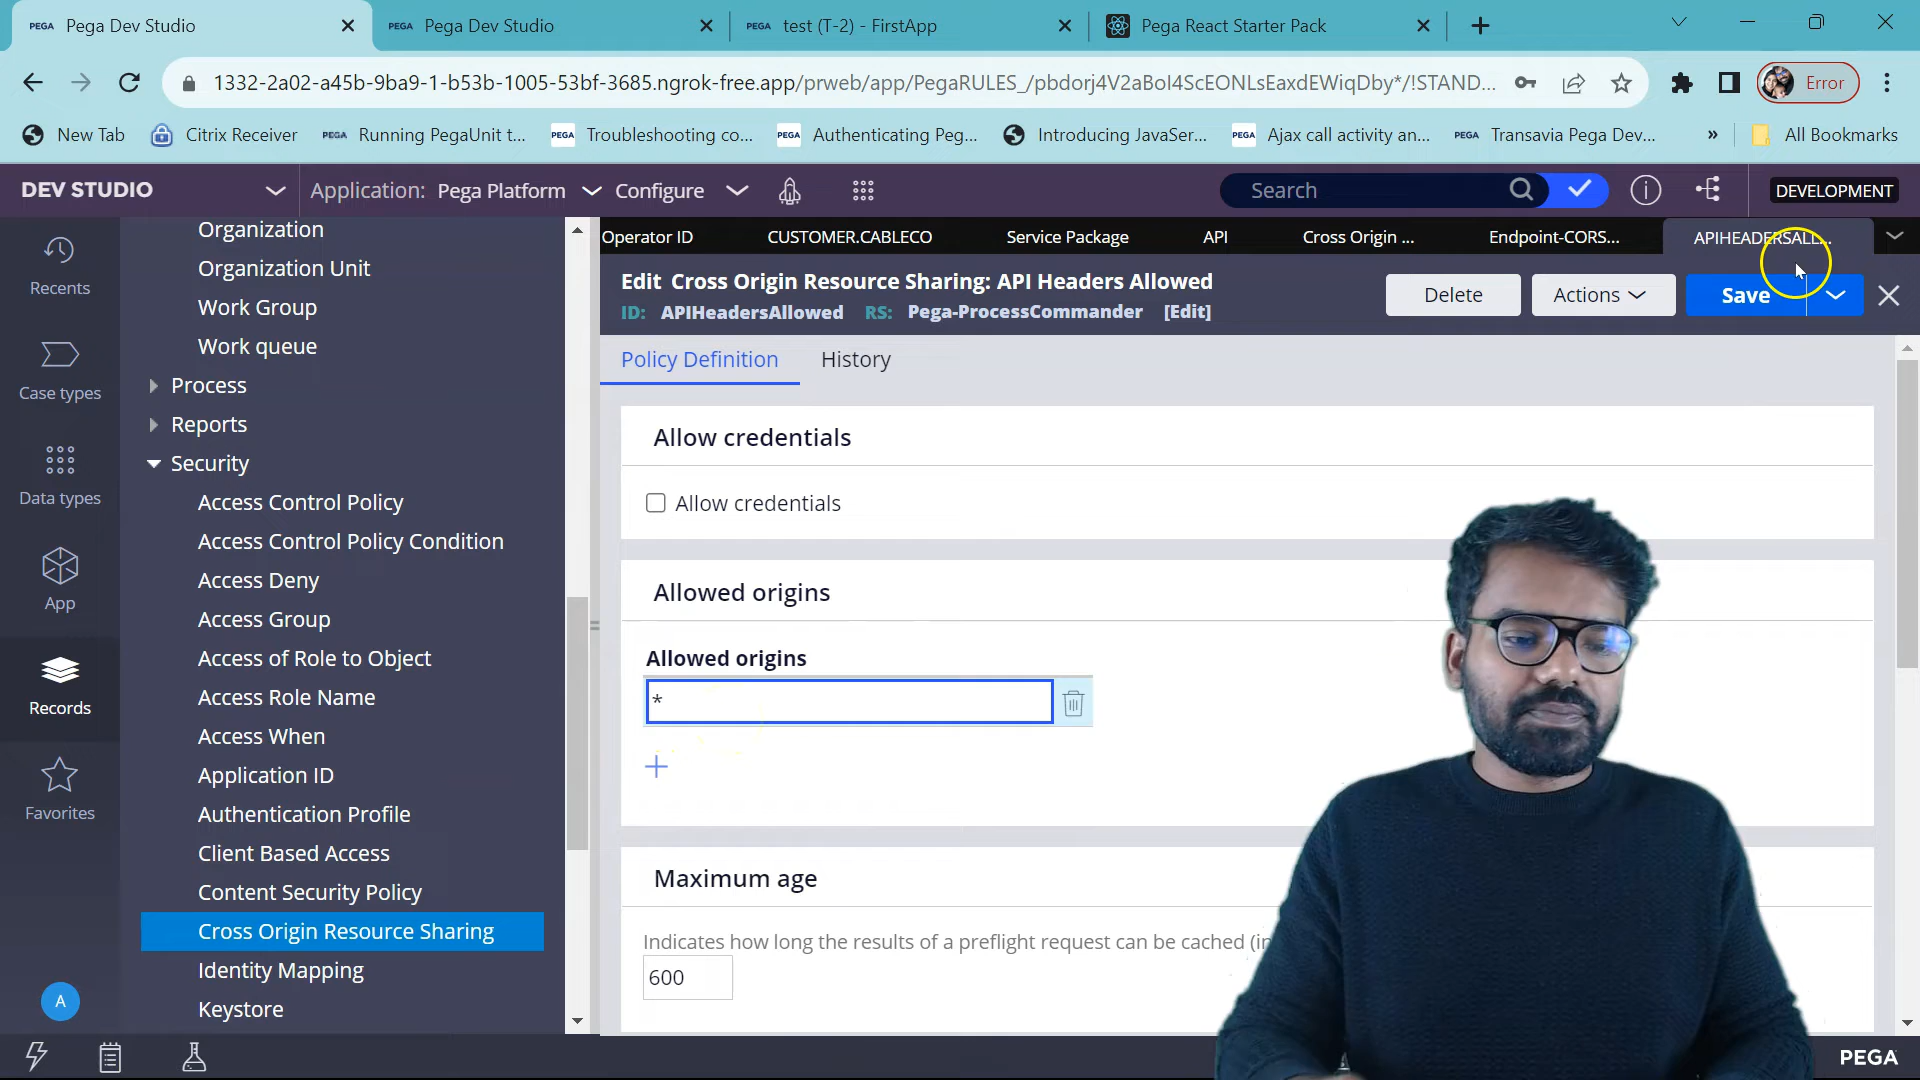 PEGA Pega Dev Studio
PEGA Pega Dev Studio
PEGA test (T-2) - FirstApp
Pega React Starter Pack
1332-2a02-a45b-9ba9-1-b53b-1005-53bf-3685.ngrok-free.app/prweb/app/PegaRULES_/pbdorj4V2aBoI4ScEONLsEaxdEWiqDby*/!STAND...
Error
New Tab
Citrix Receiver
PEGA Running PegaUnit t...
PEGA Troubleshooting co...
PEGA Authenticating Peg...
Introducing JavaSer...
PEGA Ajax call activity an...
PEGA Transavia Pega Dev...
»
All Bookmarks
DEV STUDIO
Application: Pega Platform
Configure
Search
DEVELOPMENT
Recents
Case types
Data types
App
Records
Favorites
A
Organization
Organization Unit
Work Group
Work queue
Process
Reports
Security
Access Control Policy
Access Control Policy Condition
Access Deny
Access Group
Access of Role to Object
Access Role Name
Access When
Application ID
Authentication Profile
Client Based Access
Content Security Policy
Cross Origin Resource Sharing
Identity Mapping
Keystore
Operator ID
CUSTOMER.CABLECO
Service Package
API
Cross Origin ...
Endpoint-CORS...
APIHEADERSALL...
Edit Cross Origin Resource Sharing: API Headers Allowed
ID: APIHeadersAllowed RS: Pega-ProcessCommander [Edit]
Delete
Actions
Save
Policy Definition
History
Allow credentials
Allow credentials
Allowed origins
Allowed origins
*
Maximum age
Indicates how long the results of a preflight request can be cached (in
600
PEGA